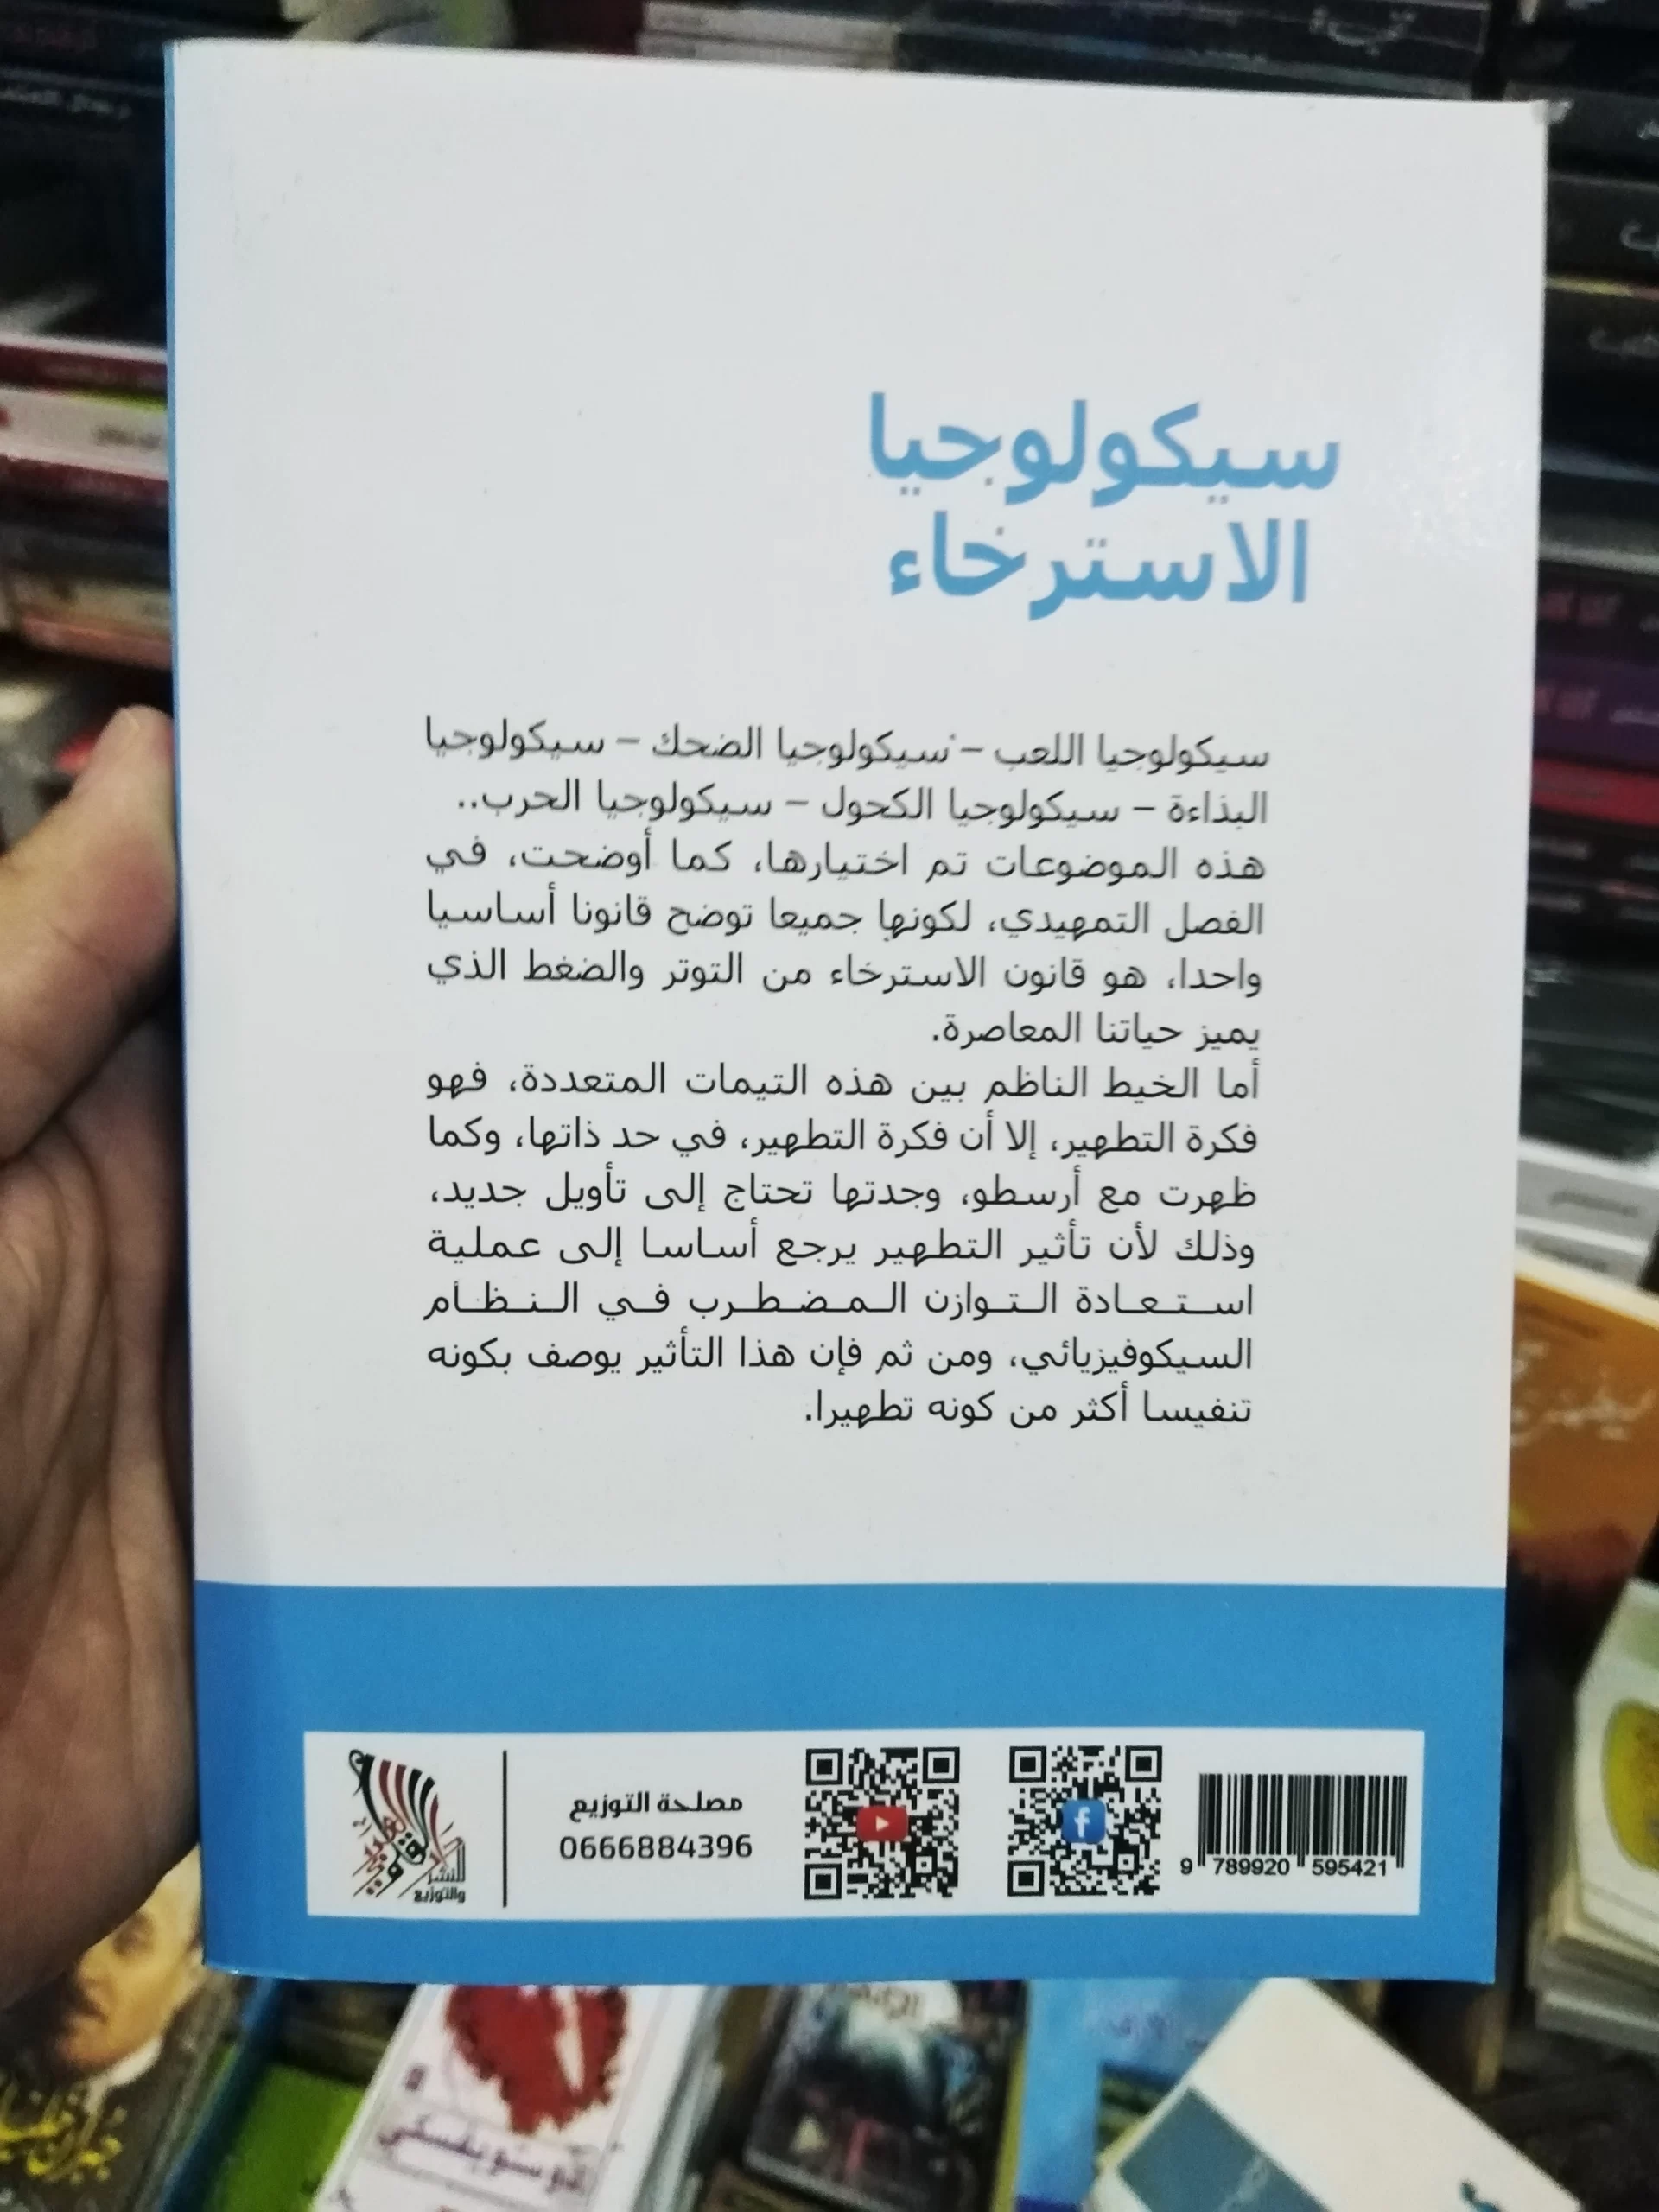 سيكولوجيا
الاسترخاء
سيكولوجيا اللعب – سيكولوجيا الضحك – سيكولوجيا
البذاءة – سيكولوجيا الكحول – سيكولوجيا الحرب..
هذه الموضوعات تم اختيارها، كما أوضحت، في
الفصل التمهيدي، لكونها جميعا توضح قانونا أساسيا
واحدا، هو قانون الاسترخاء من التوتر والضغط الذي
يميز حياتنا المعاصرة.
أما الخيط الناظم بين هذه التيمات المتعددة، فهو
فكرة التطهير، إلا أن فكرة التطهير، في حد ذاتها، وكما
ظهرت مع أرسطو، وجدتها تحتاج إلى تأويل جديد،
وذلك لأن تأثير التطهير يرجع أساسا إلى عملية
استعادة التوازن المضطرب في النظام
السيكوفيزيائي، ومن ثم فإن هذا التأثير يوصف بكونه
تنفيسا أكثر من كونه تطهيرا.
9 789920 595421
مصلحة التوزيع
0666884396
للنشر
والتوزيع
دوستويفسكي